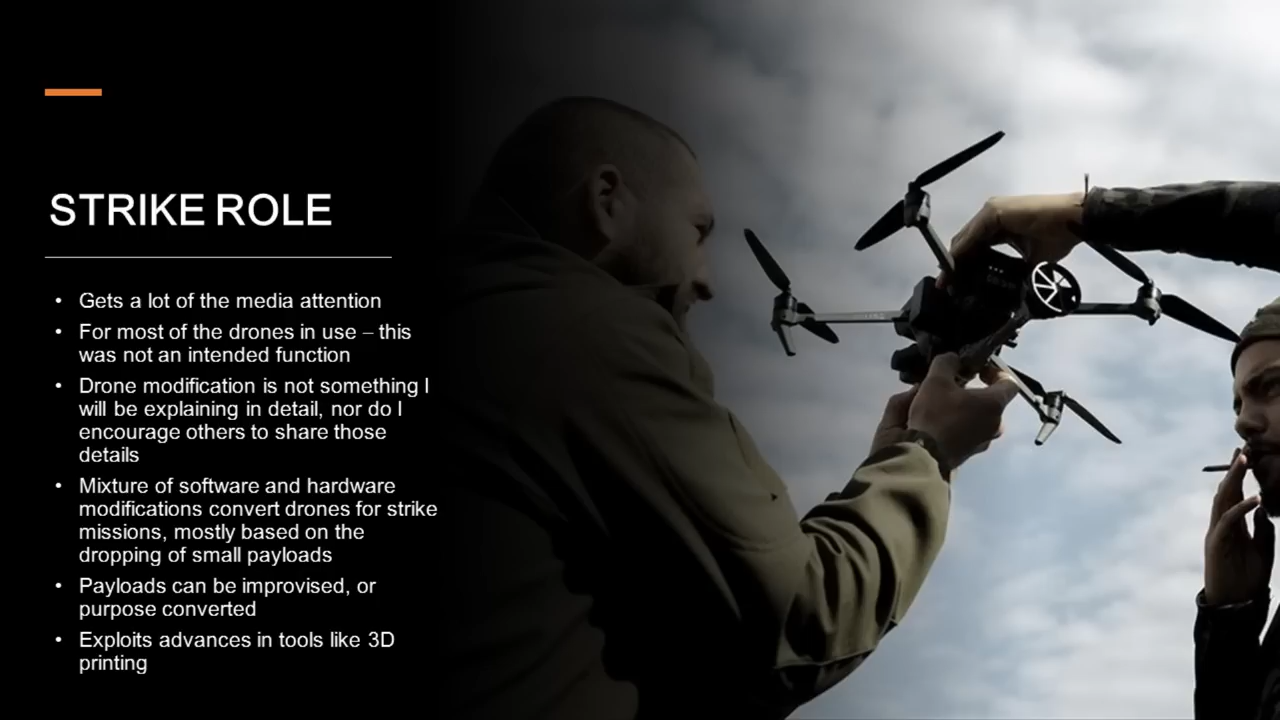 STRIKE ROLE
• Gets a lot of the media attention
• For most of the drones in use – this
was not an intended function
• Drone modification is not something I
will be explaining in detail, nor do I
encourage others to share those
details
• Mixture of software and hardware
modifications convert drones for strike
missions, mostly based on the
dropping of small payloads
• Payloads can be improvised, or
purpose converted
• Exploits advances in tools like 3D
printing